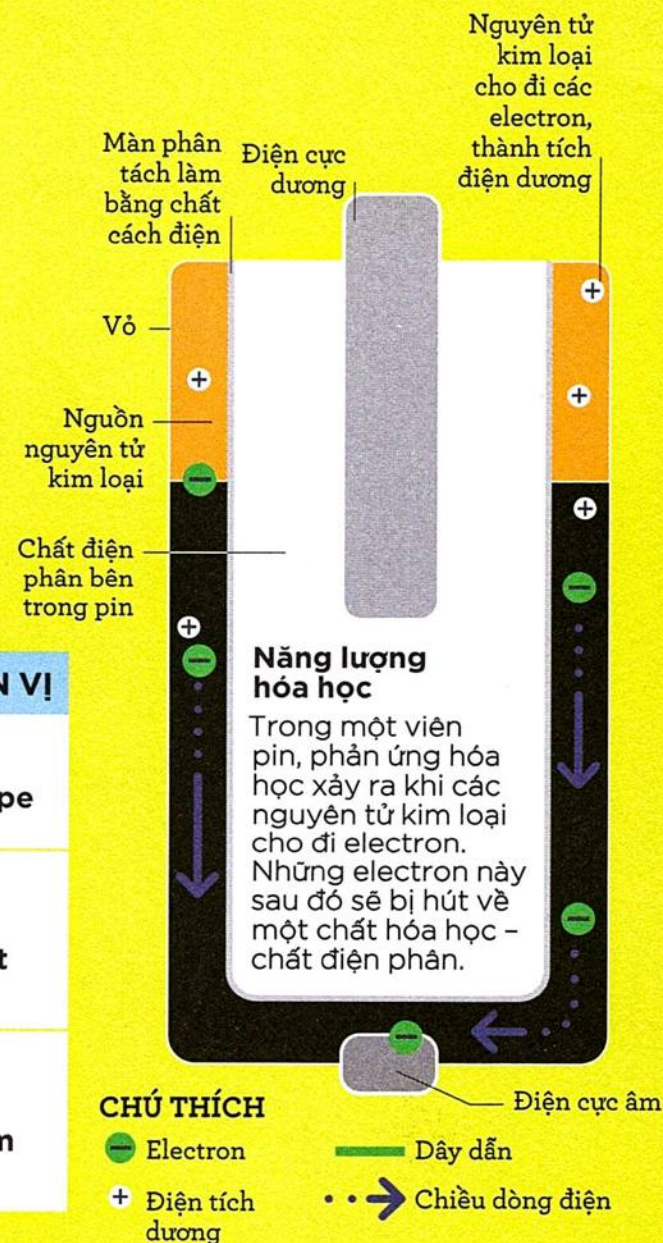 Nguyên tử
kim loại
cho đi các
electron,
thành tích
điện dương
Màn phân
tách làm
bằng chất
cách điện
Điện cực
dương
Vỏ
Nguồn
nguyên tử
kim loại
Chất điện
phân bên
trong pin
N VỊ
pe
t
m
Năng lượng
hóa học
Trong một viên
pin, phản ứng hóa
học xảy ra khi các
nguyên tử kim loại
cho đi electron.
Những electron này
sau đó sẽ bị hút về
một chất hóa học –
chất điện phân.
Điện cực âm
CHÚ THÍCH
Electron
Dây dẫn
Điện tích
dương
Chiều dòng điện